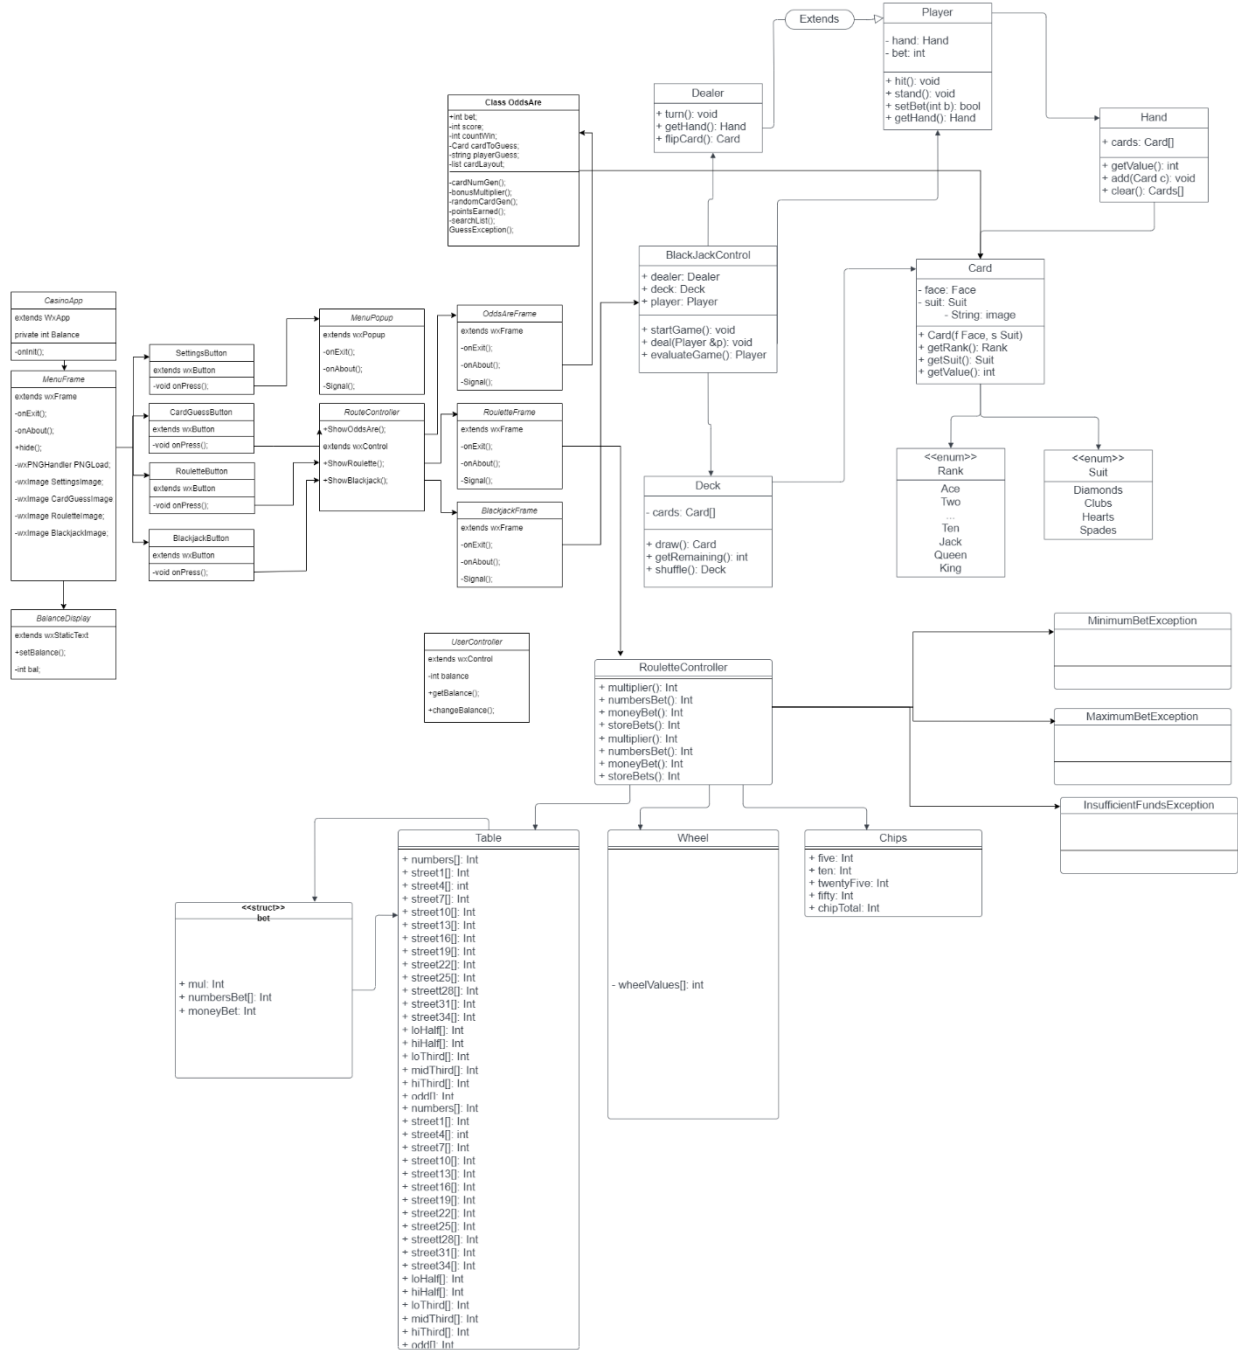 Extends
Player
- hand: Hand
- bet: int
+ hit(): void
+ stand(): void
+ setBet(int b): bool
+ getHand(): Hand
Dealer
+ turn(): void
+ getHand(): Hand
+ flipCard(): Card
Hand
+ cards: Card[]
+ getValue(): int
+ add(Card c): void
+ clear(): Cards[]
Class OddsAre
+int bet;
-int score;
-int countWin;
-Card cardToGuess;
-string playerGuess;
-list cardLayout;
-cardNumGen();
-bonusMultiplier();
-randomCardGen();
-pointsEarned();
-searchList();
GuessException();
BlackJackControl
+ dealer: Dealer
+ deck: Deck
+ player: Player
+ startGame(): void
+ deal(Player &p): void
+ evaluateGame(): Player
Card
- face: Face
- suit: Suit
- String: image
+ Card(f Face, s Suit)
+ getRank(): Rank
+ getSuit(): Suit
+ getValue(): int
CasinoApp
extends WxApp
private int Balance
-onInit();
MenuFrame
extends wxFrame
-onExit();
-onAbout();
+hide();
-wxPNGHandler PNGLoad;
-wxImage SettingsImage;
-wxImage CardGuessImage
-wxImage RouletteImage;
-wxImage BlackjackImage;
BalanceDisplay
extends wxStaticText
+setBalance();
-int bal;
SettingsButton
extends wxButton
-void onPress();
CardGuessButton
extends wxButton
-void onPress();
RouletteButton
extends wxButton
-void onPress();
BlackjackButton
extends wxButton
-void onPress();
MenuPopup
extends wxPopup
-onExit();
-onAbout();
-Signal();
RouteController
+ShowOddsAre();
extends wxControl
+ShowRoulette();
+ShowBlackjack();
OddsAreFrame
extends wxFrame
-onExit();
-onAbout();
-Signal();
RouletteFrame
extends wxFrame
-onExit();
-onAbout();
-Signal();
BlackjackFrame
extends wxFrame
-onExit();
-onAbout();
-Signal();
UserController
extends wxControl
-int balance
+getBalance();
+changeBalance();
Deck
- cards: Card[]
+ draw(): Card
+ getRemaining(): int
+ shuffle(): Deck
<<enum>>
Rank
Ace
Two
...
Ten
Jack
Queen
King
<<enum>>
Suit
Diamonds
Clubs
Hearts
Spades
RouletteController
+ multiplier(): Int
+ numbersBet(): Int
+ moneyBet(): Int
+ storeBets(): Int
+ multiplier(): Int
+ numbersBet(): Int
+ moneyBet(): Int
+ storeBets(): Int
MinimumBetException
MaximumBetException
InsufficientFundsException
<<struct>>
bet
+ mul: Int
+ numbersBet[]: Int
+ moneyBet: Int
Table
+ numbers[]: Int
+ street1[]: Int
+ street4[]: int
+ street7[]: Int
+ street10[]: Int
+ street13[]: Int
+ street16[]: Int
+ street19[]: Int
+ street22[]: Int
+ street25[]: Int
+ streett28[]: Int
+ street31[]: Int
+ street34[]: Int
+ loHalf[]: Int
+ hiHalf[]: Int
+ loThird[]: Int
+ midThird[]: Int
+ hiThird[]: Int
+ odd[]: Int
+ numbers[]: Int
+ street1[]: Int
+ street4[]: int
+ street7[]: Int
+ street10[]: Int
+ street13[]: Int
+ street16[]: Int
+ street19[]: Int
+ street22[]: Int
+ street25[]: Int
+ streett28[]: Int
+ street31[]: Int
+ street34[]: Int
+ loHalf[]: Int
+ hiHalf[]: Int
+ loThird[]: Int
+ midThird[]: Int
+ hiThird[]: Int
+ odd[]: Int
Wheel
- wheelValues[]: int
Chips
+ five: Int
+ ten: Int
+ twentyFive: Int
+ fifty: Int
+ chipTotal: Int